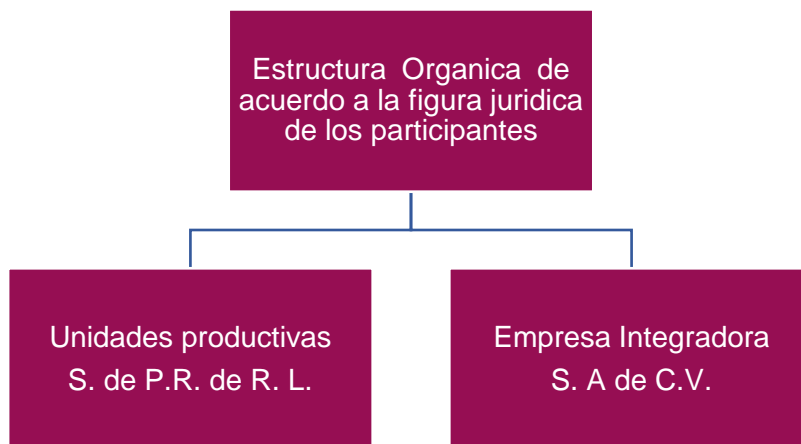 Estructura Organica de
acuerdo a la figura juridica
de los participantes
Unidades productivas
S. de P.R. de R. L.
Empresa Integradora
S. A de C.V.